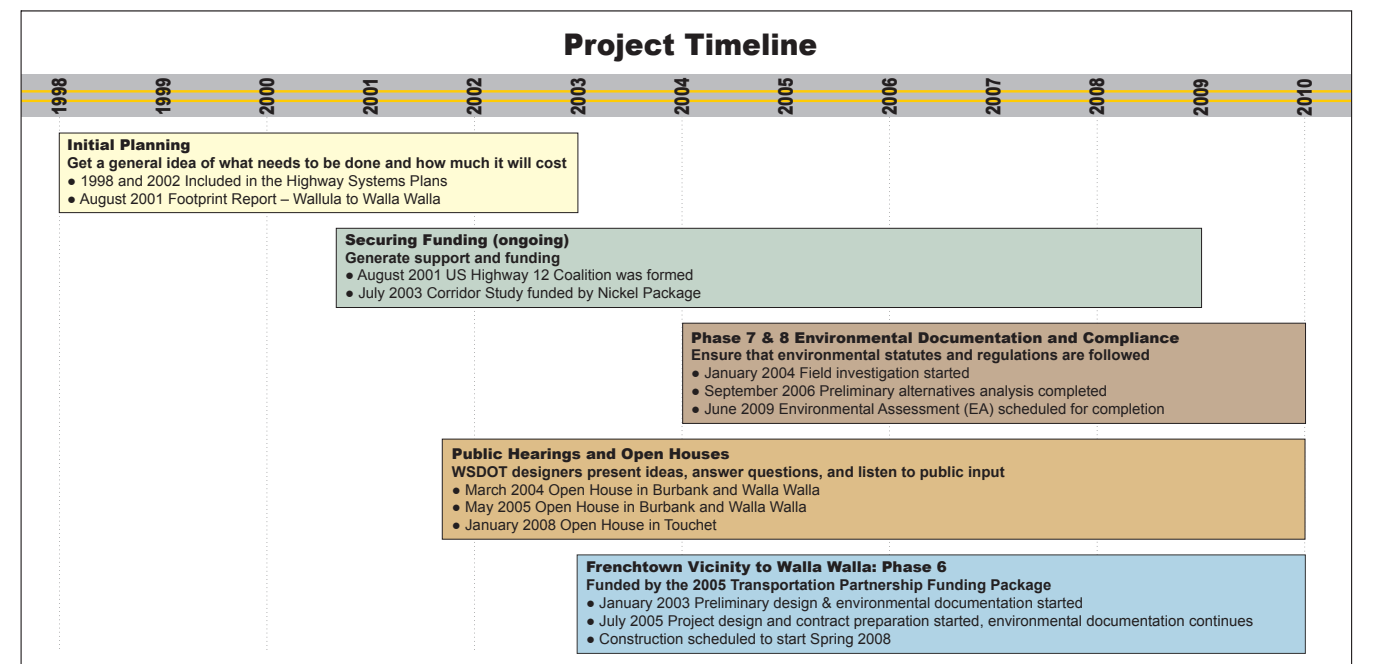 Project Timeline
1998 1999 2000 2001 2002 2003 2004 2005 2006 2007 2008 2009 2010
Initial Planning
Get a general idea of what needs to be done and how much it will cost
● 1998 and 2002 Included in the Highway Systems Plans
● August 2001 Footprint Report – Wallula to Walla Walla
Securing Funding (ongoing)
Generate support and funding
● August 2001 US Highway 12 Coalition was formed
● July 2003 Corridor Study funded by Nickel Package
Phase 7 & 8 Environmental Documentation and Compliance
Ensure that environmental statutes and regulations are followed
● January 2004 Field investigation started
● September 2006 Preliminary alternatives analysis completed
● June 2009 Environmental Assessment (EA) scheduled for completion
Public Hearings and Open Houses
WSDOT designers present ideas, answer questions, and listen to public input
● March 2004 Open House in Burbank and Walla Walla
● May 2005 Open House in Burbank and Walla Walla
● January 2008 Open House in Touchet
Frenchtown Vicinity to Walla Walla: Phase 6
Funded by the 2005 Transportation Partnership Funding Package
● January 2003 Preliminary design & environmental documentation started
● July 2005 Project design and contract preparation started, environmental documentation continues
● Construction scheduled to start Spring 2008